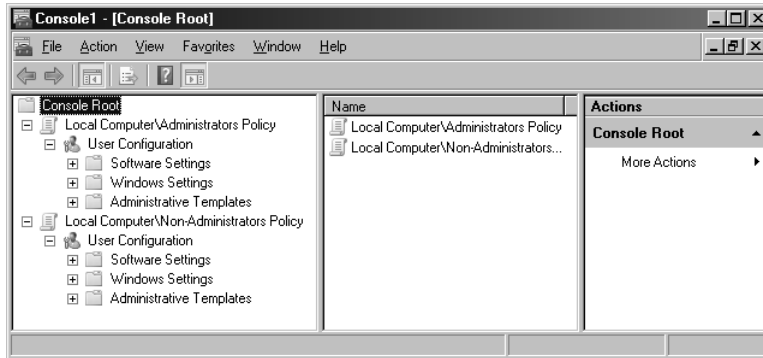 Console1 - [Console Root]
File Action View Favorites Window Help
Console Root
Local Computer\Administrators Policy
User Configuration
Software Settings
Windows Settings
Administrative Templates
Local Computer\Non-Administrators Policy
User Configuration
Software Settings
Windows Settings
Administrative Templates
Name
Local Computer\Administrators Policy
Local Computer\Non-Administrators...
Actions
Console Root
More Actions